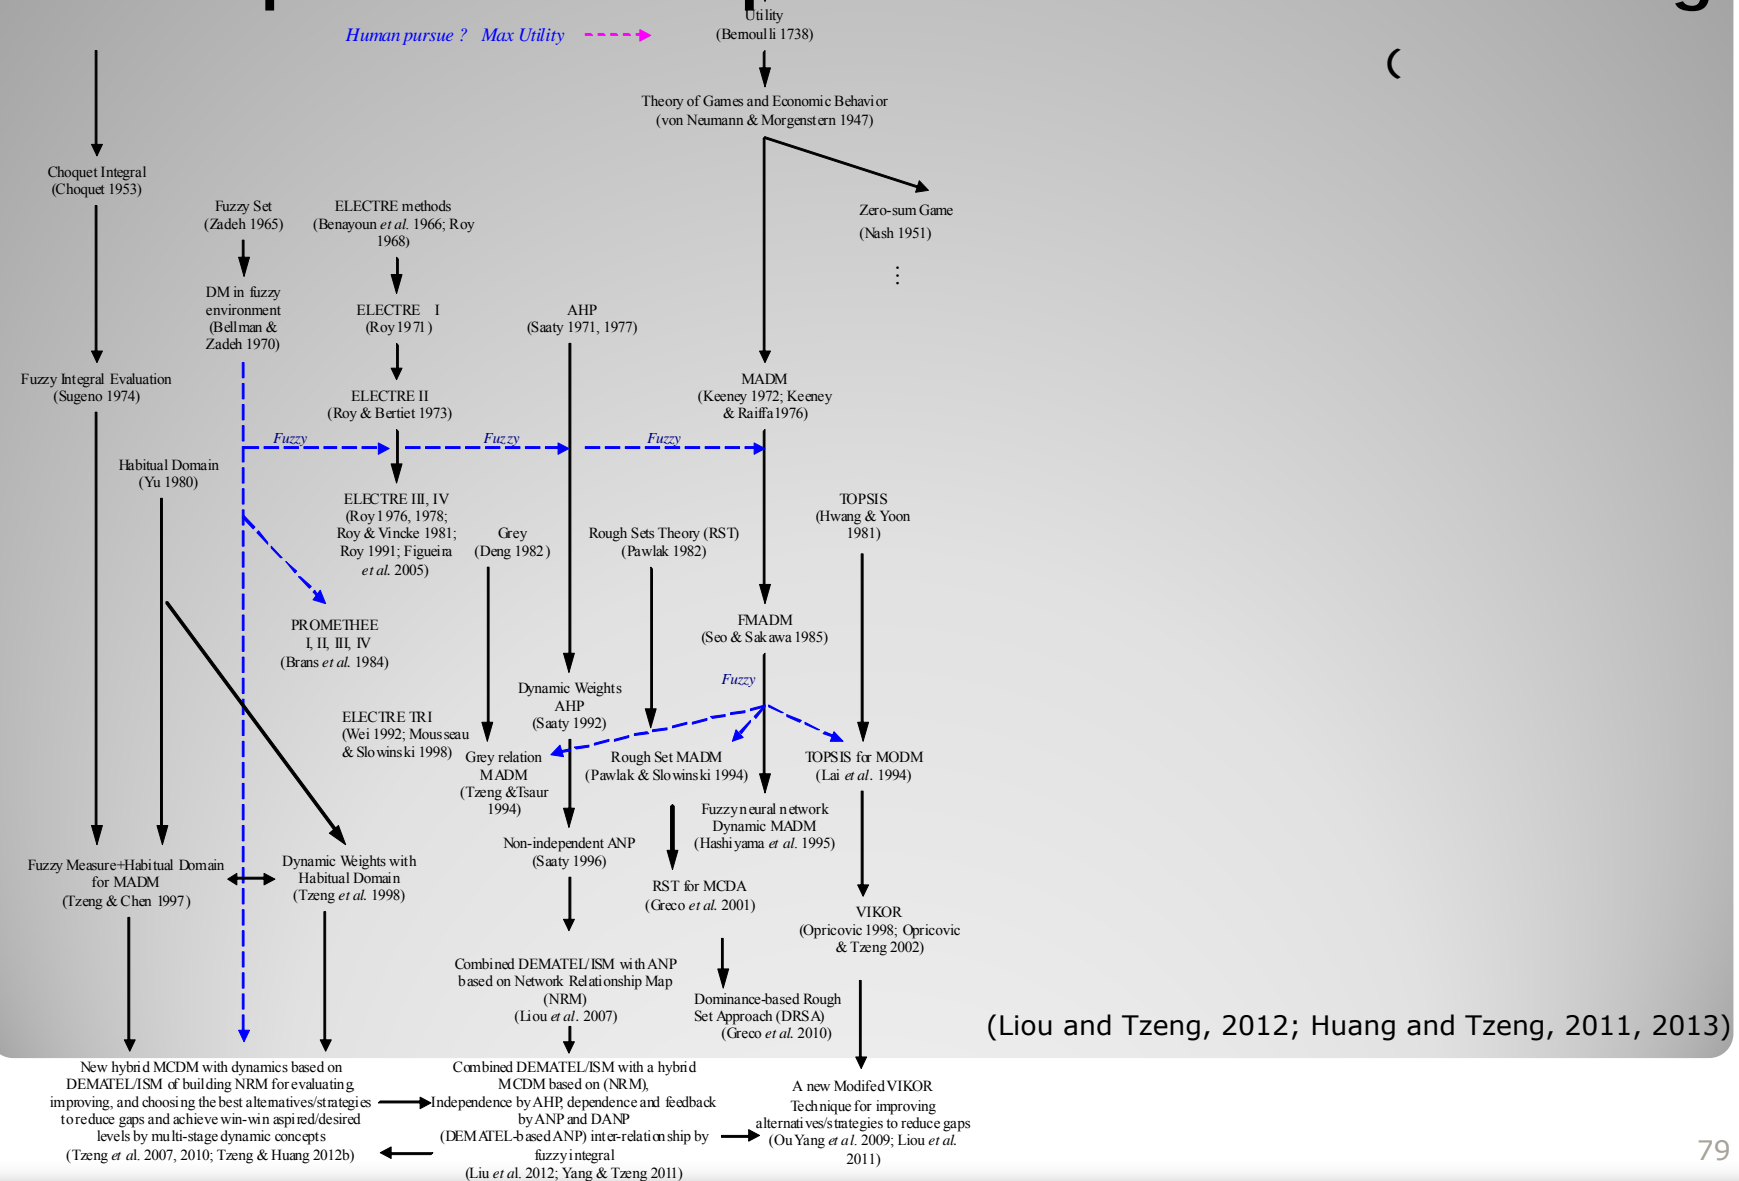 Utility
(Bernoulli 1738)
Human pursue ? Max Utility
(
Theory of Games and Economic Behavior
(von Neumann & Morgenstern 1947)
Choquet Integral
(Choquet 1953)
Fuzzy Set
(Zadeh 1965)
ELECTRE methods
(Benayoun et al. 1966; Roy
1968)
Zero-sum Game
(Nash 1951)
⋮
DM in fuzzy
environment
(Bellman &
Zadeh 1970)
ELECTRE I
(Roy 1971)
AHP
(Saaty 1971, 1977)
Fuzzy Integral Evaluation
(Sugeno 1974)
ELECTRE II
(Roy & Bertiet 1973)
MADM
(Keeney 1972; Keeney
& Raiffa1976)
Fuzzy
Fuzzy
Fuzzy
Habitual Domain
(Yu 1980)
ELECTRE III, IV
(Roy 1976, 1978;
Roy & Vincke 1981;
Roy 1991; Figueira
et al. 2005)
Grey
(Deng 1982)
Rough Sets Theory (RST)
(Pawlak 1982)
TOPSIS
(Hwang & Yoon
1981)
PROMETHEE
I, II, III, IV
(Brans et al. 1984)
FMADM
(Seo & Sakawa 1985)
Fuzzy
Dynamic Weights
AHP
(Saaty 1992)
ELECTRE TRI
(Wei 1992; Mousseau
& Slowinski 1998)
Grey relation
MADM
(Tzeng &Tsaur
1994)
Rough Set MADM
(Pawlak & Slowinski 1994)
TOPSIS for MODM
(Lai et al. 1994)
Fuzzy neural network
Dynamic MADM
(Hashiyama et al. 1995)
Non-independent ANP
(Saaty 1996)
Fuzzy Measure+Habitual Domain
for MADM
(Tzeng & Chen 1997)
Dynamic Weights with
Habitual Domain
(Tzeng et al. 1998)
RST for MCDA
(Greco et al. 2001)
VIKOR
(Opricovic 1998; Opricovic
& Tzeng 2002)
Combined DEMATEL/ISM with ANP
based on Network Relationship Map
(NRM)
(Liou et al. 2007)
Dominance-based Rough
Set Approach (DRSA)
(Greco et al. 2010)
(Liou and Tzeng, 2012; Huang and Tzeng, 2011, 2013)
New hybrid MCDM with dynamics based on
DEMATEL/ISM of building NRM for evaluating,
improving, and choosing the best alternatives/strategies
to reduce gaps and achieve win-win aspired/desired
levels by multi-stage dynamic concepts
(Tzeng et al. 2007, 2010; Tzeng & Huang 2012b)
Combined DEMATEL/ISM with a hybrid
MCDM based on (NRM),
Independence by AHP, dependence and feedback
by ANP and DANP
(DEMATEL-based ANP) inter-relationship by
fuzzy integral
(Liu et al. 2012; Yang & Tzeng 2011)
A new Modifed VIKOR
Technique for improving
alternatives/strategies to reduce gaps
(Ou Yang et al. 2009; Liou et al.
2011)
79